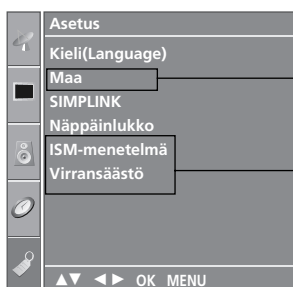 Asetus
Kieli(Language)
Maa
SIMPLINK
Näppäinlukko
ISM-menetelmä
Virransäästö
▲▼ ◄► OK MENU